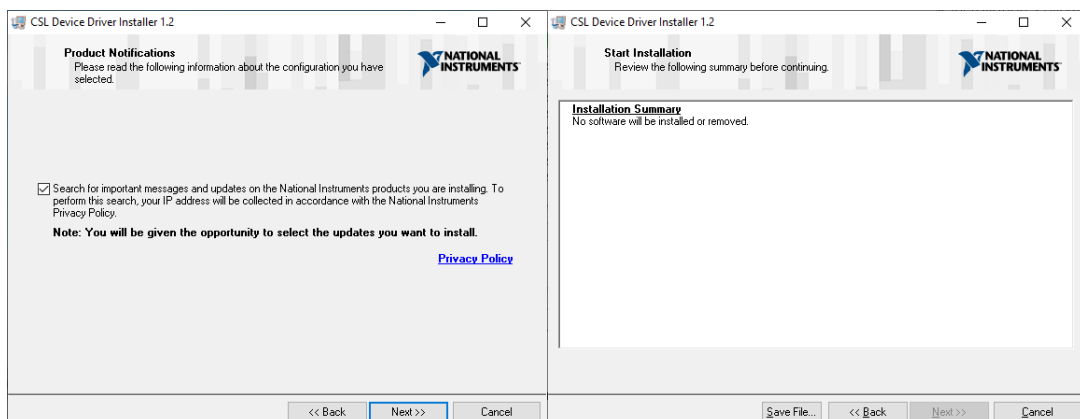 CSL Device Driver Installer 1.2
Product Notifications
Please read the following information about the configuration you have
selected.
NATIONAL
INSTRUMENTS
Search for important messages and updates on the National Instruments products you are installing. To
perform this search, your IP address will be collected in accordance with the National Instruments
Privacy Policy.
Note: You will be given the opportunity to select the updates you want to install.
Privacy Policy
<< Back
Next >>
Cancel
CSL Device Driver Installer 1.2
Start Installation
Review the following summary before continuing.
NATIONAL
INSTRUMENTS
Installation Summary
No software will be installed or removed.
Save File...
<< Back
Next >>
Cancel